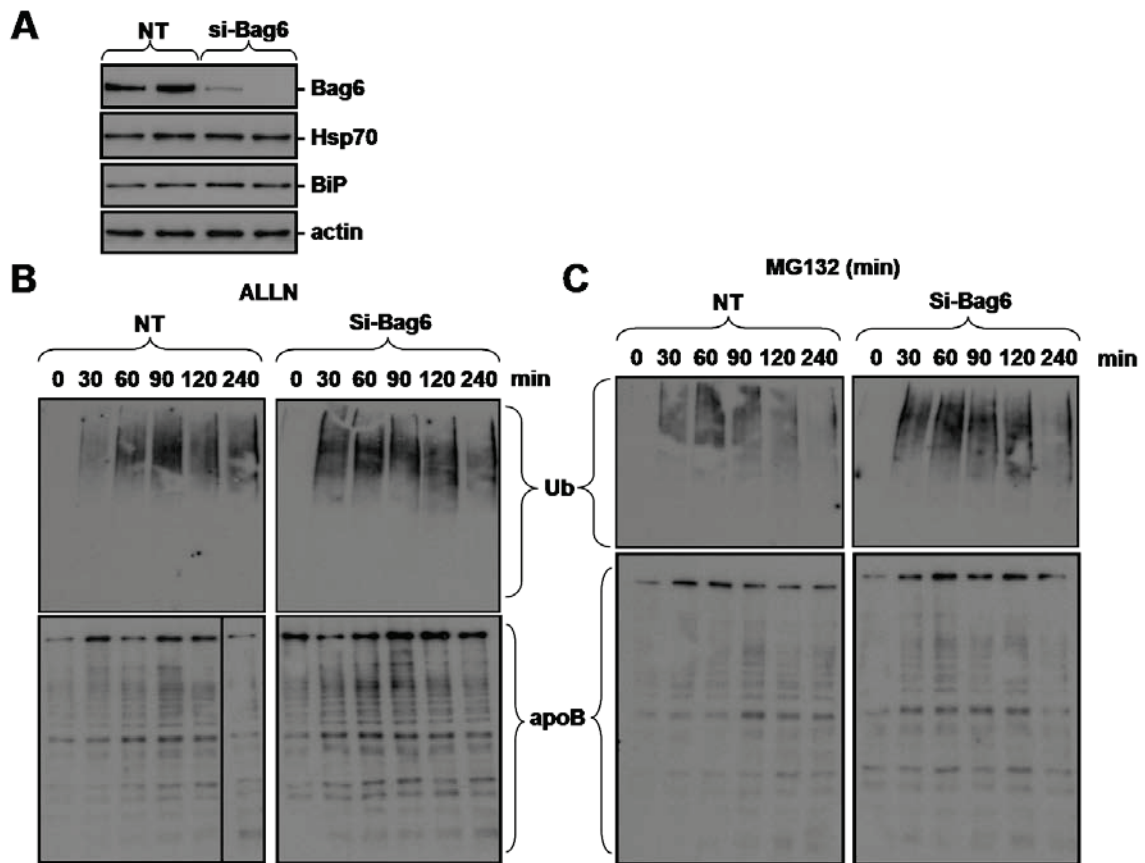 A
NT si-Bag6
Bag6
Hsp70
BiP
actin
B
ALLN
NT Si-Bag6
0 30 60 90 120 240 0 30 60 90 120 240 min
C
MG132 (min)
NT Si-Bag6
0 30 60 90 120 240 0 30 60 90 120 240 min
Ub
apoB